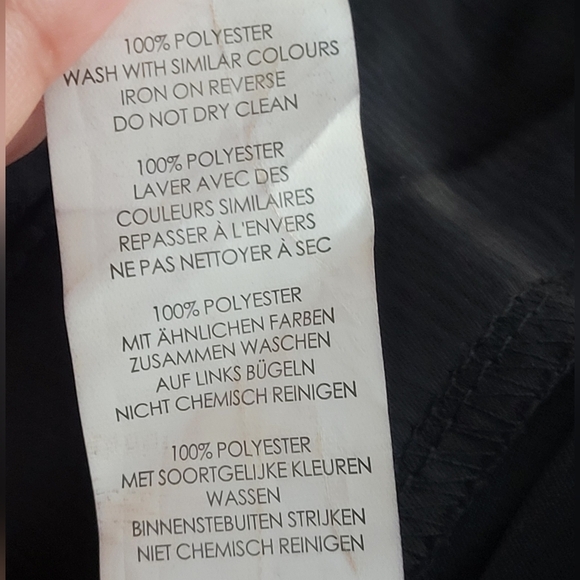 100% POLYESTER
WASH WITH SIMILAR COLOURS
IRON ON REVERSE
DO NOT DRY CLEAN
100% POLYESTER
LAVER AVEC DES
COULEURS SIMILAIRES
REPASSER À L'ENVERS
NE PAS NETTOYER À SEC
100% POLYESTER
MIT ÄHNLICHEN FARBEN
ZUSAMMEN WASCHEN
AUF LINKS BÜGELN
NICHT CHEMISCH REINIGEN
100% POLYESTER
MET SOORTGELIJKE KLEUREN
WASSEN
BINNENSTEBUITEN STRIJKEN
NIET CHEMISCH REINIGEN